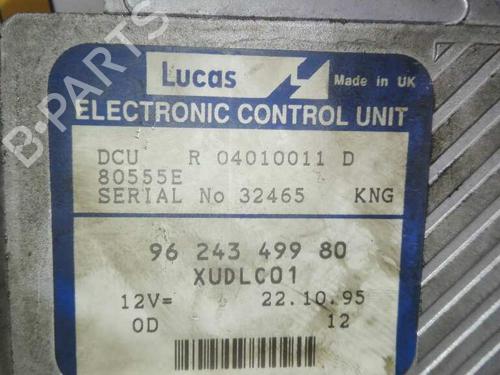 Lucas
Made in UK
ELECTRONIC CONTROL UNIT
DCU R 04010011 D
80555E
SERIAL No 32465 KNG
96 243 499 80
XUDLC01
12V= 22.10.95
OD 12
B-PARTS